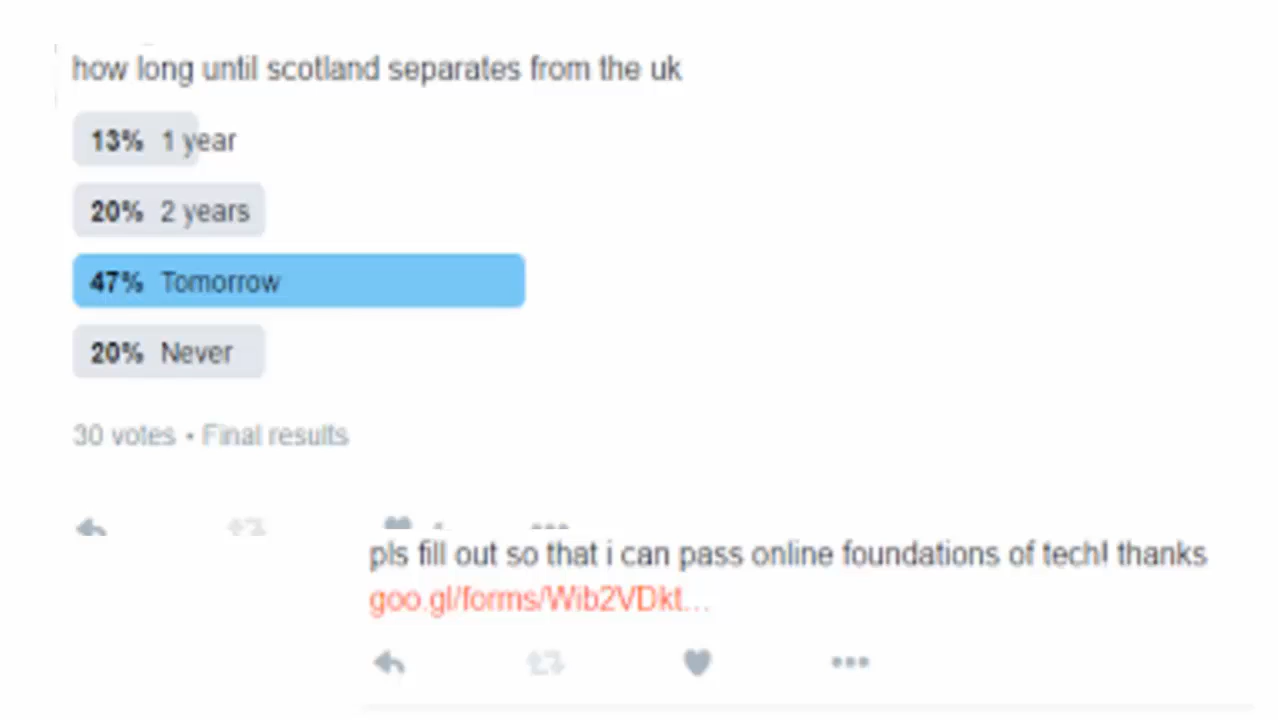 how long until scotland separates from the uk
13% 1 year
20% 2 years
47% Tomorrow
20% Never
30 votes • Final results
pls fill out so that i can pass online foundations of tech! thanks
goo.gl/forms/Wib2VDkt...